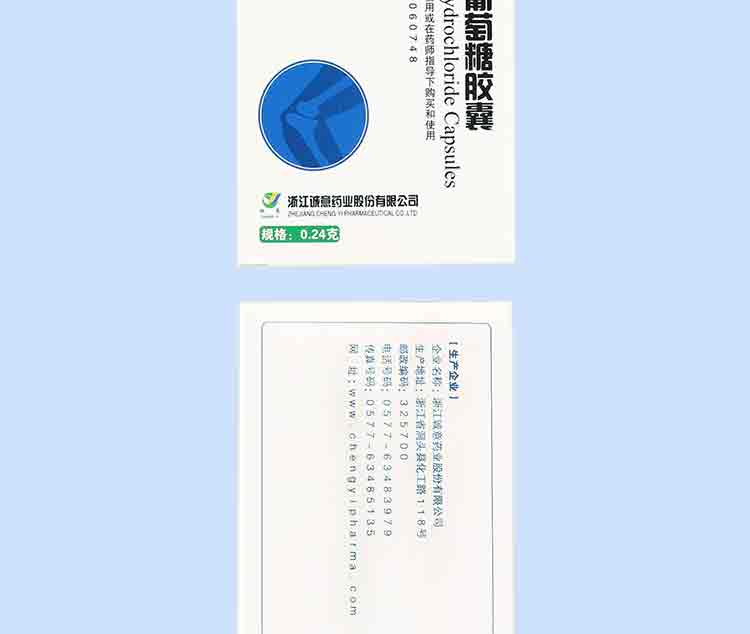 葡萄糖胶囊
ydrochloride Capsules
用或在药师指导下购买和使用
060748
浙江诚意药业股份有限公司
ZHEJIANG CHENG YI PHARMACEUTICAL CO.,LTD
规格：0.24克
【生产企业】
企业名称：浙江诚意药业股份有限公司
生产地址：浙江省洞头县化工路118号
邮政编码：325700
电话号码：0577-63483979
传真号码：0577-63485135
网 址：www.chengyipharma.com